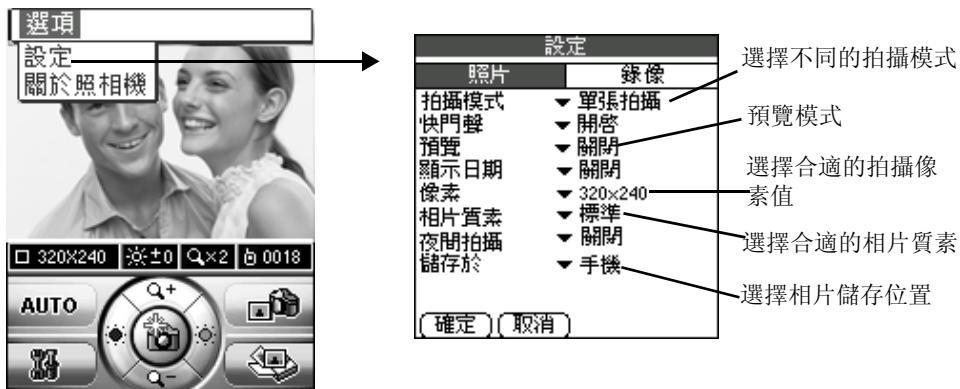 選項
設定
關於照相機
320X240 ±0 ×2 0018
AUTO
設定
照片 錄像
拍攝模式 單張拍攝
快門聲 開啓
預覽 關閉
顯示日期 關閉
像素 320×240
相片質素 標準
夜間拍攝 關閉
儲存於 手機
確定 取消
選擇不同的拍攝模式
預覽模式
選擇合適的拍攝像
素值
選擇合適的相片質素
選擇相片儲存位置